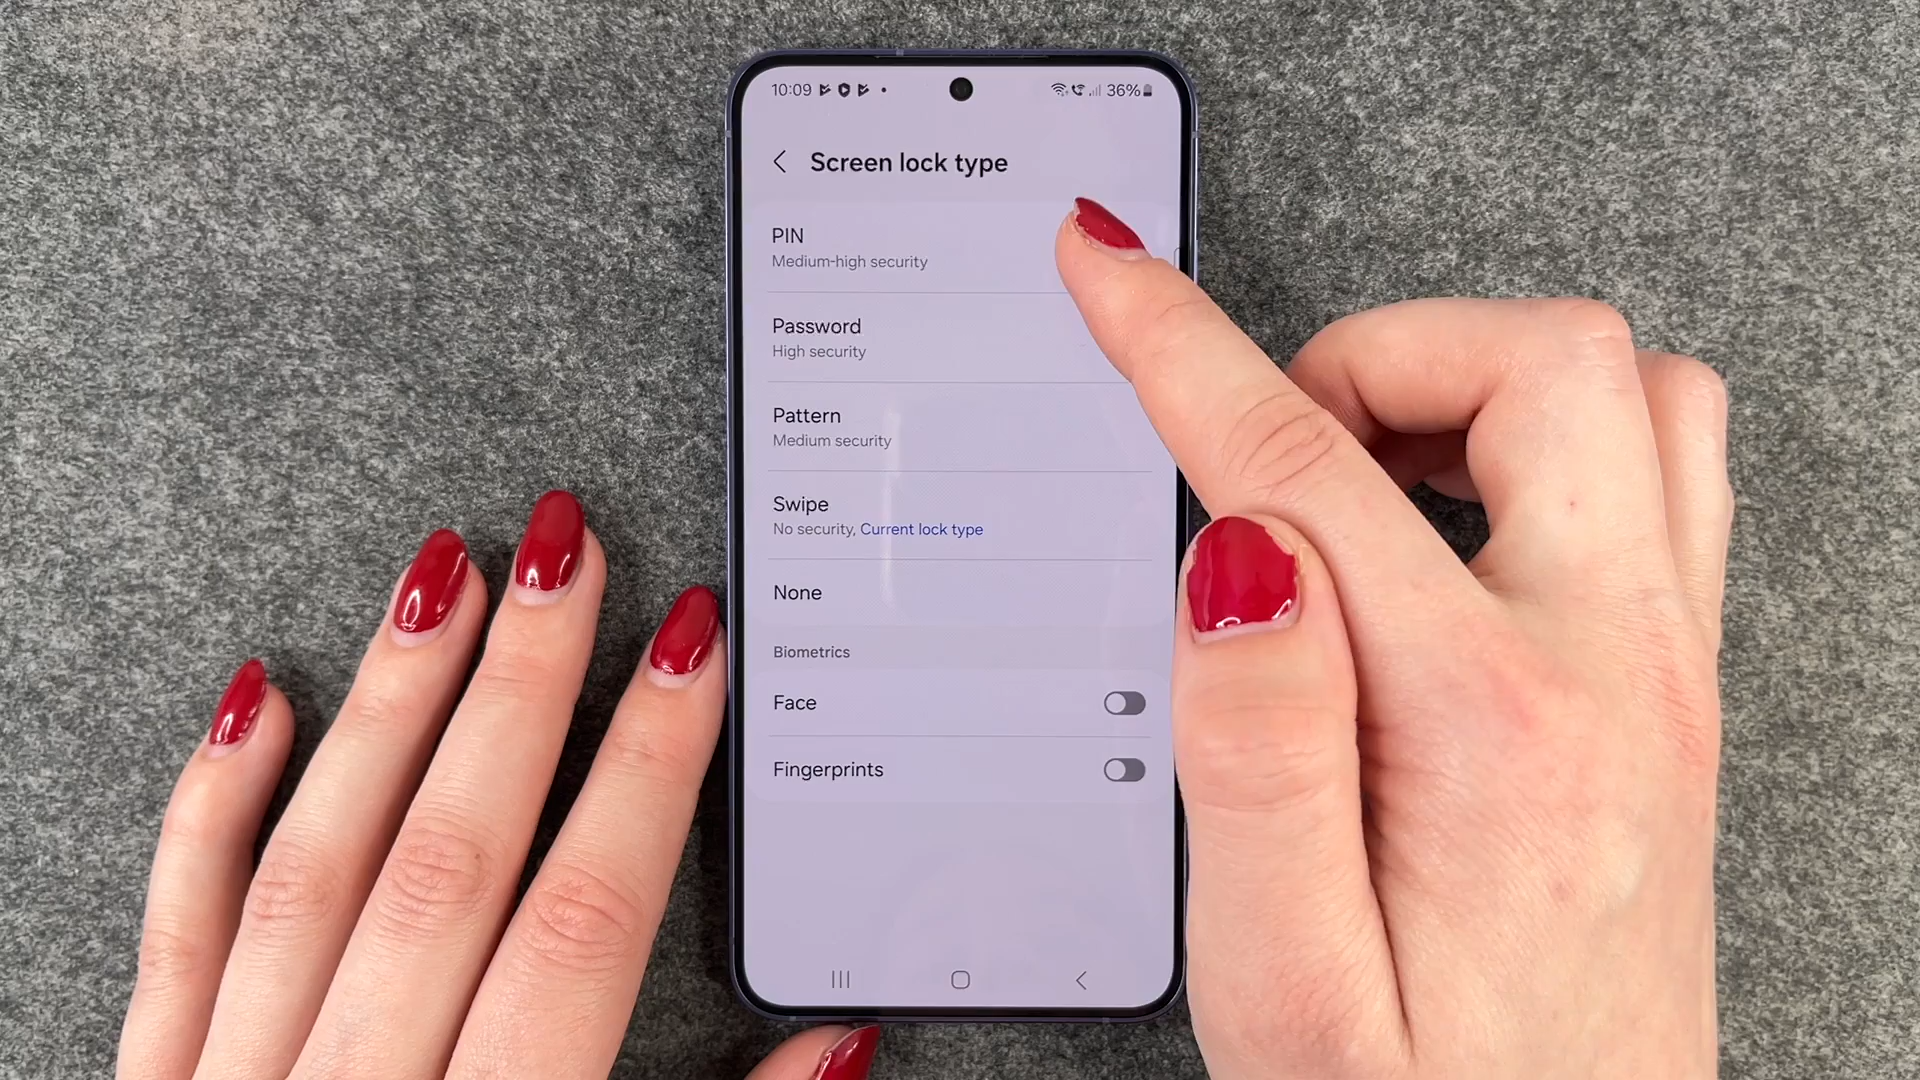 10:09
36%
Screen lock type
PIN
Medium-high security
Password
High security
Pattern
Medium security
Swipe
No security, Current lock type
None
Biometrics
Face
Fingerprints